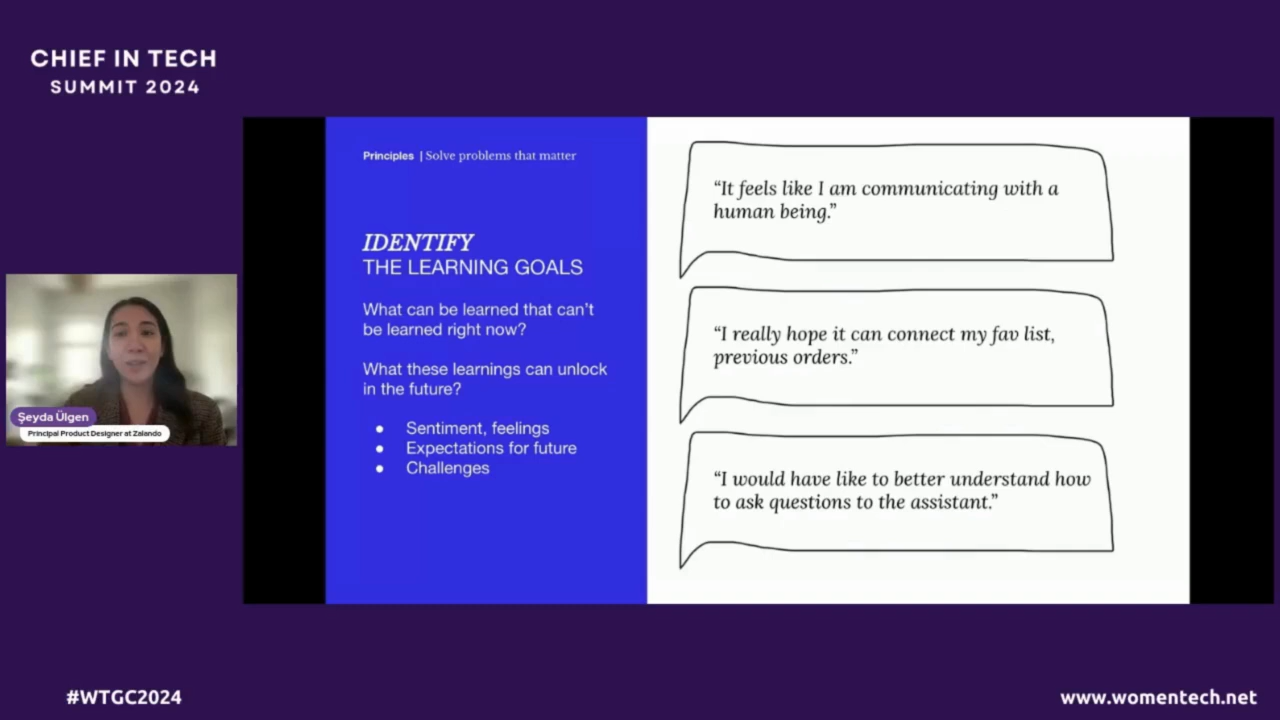 CHIEF IN TECH
SUMMIT 2024
Principles | Solve problems that matter
IDENTIFY
THE LEARNING GOALS
What can be learned that can't
be learned right now?
What these learnings can unlock
in the future?
● Sentiment, feelings
● Expectations for future
● Challenges
“It feels like I am communicating with a
human being.”
“I really hope it can connect my fav list,
previous orders.”
“I would have like to better understand how
to ask questions to the assistant.”
Şeyda Ülgen
Principal Product Designer at Zalando
#WTGC2024
www.womentech.net